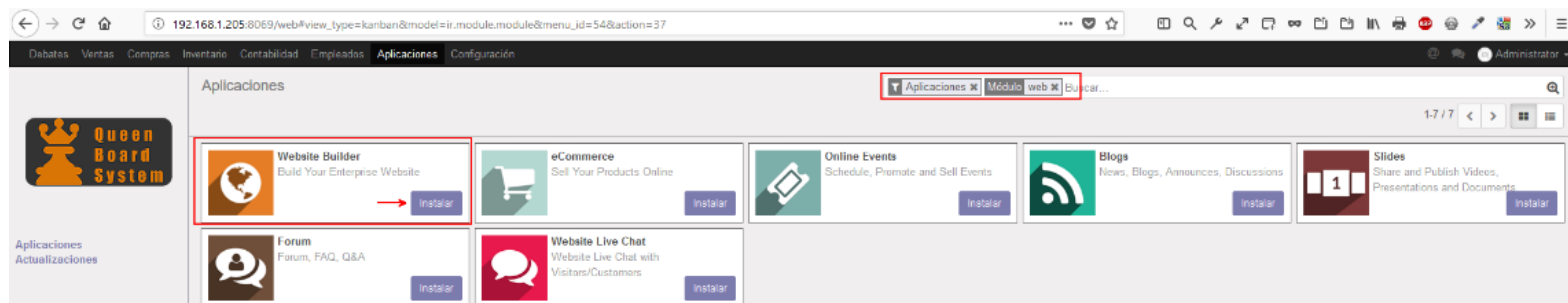 192.168.1.205:8069/web#view_type=kanban&model=ir.module.module&menu_id=54&action=37
Debates Ventas Compras Inventario Contabilidad Empleados Aplicaciones Configuración
Administrator
Aplicaciones
Aplicaciones ✖ Módulo web ✖ Buscar...
1-7 / 7
Queen
Board
System
Website Builder
Build Your Enterprise Website
Instalar
eCommerce
Sell Your Products Online
Instalar
Online Events
Schedule, Promote and Sell Events
Instalar
Blogs
News, Blogs, Announces, Discussions
Instalar
1
Slides
Share and Publish Videos,
Presentations and Documents
Instalar
Aplicaciones
Actualizaciones
Forum
Forum, FAQ, Q&A
Instalar
Website Live Chat
Website Live Chat with
Visitors/Customers
Instalar